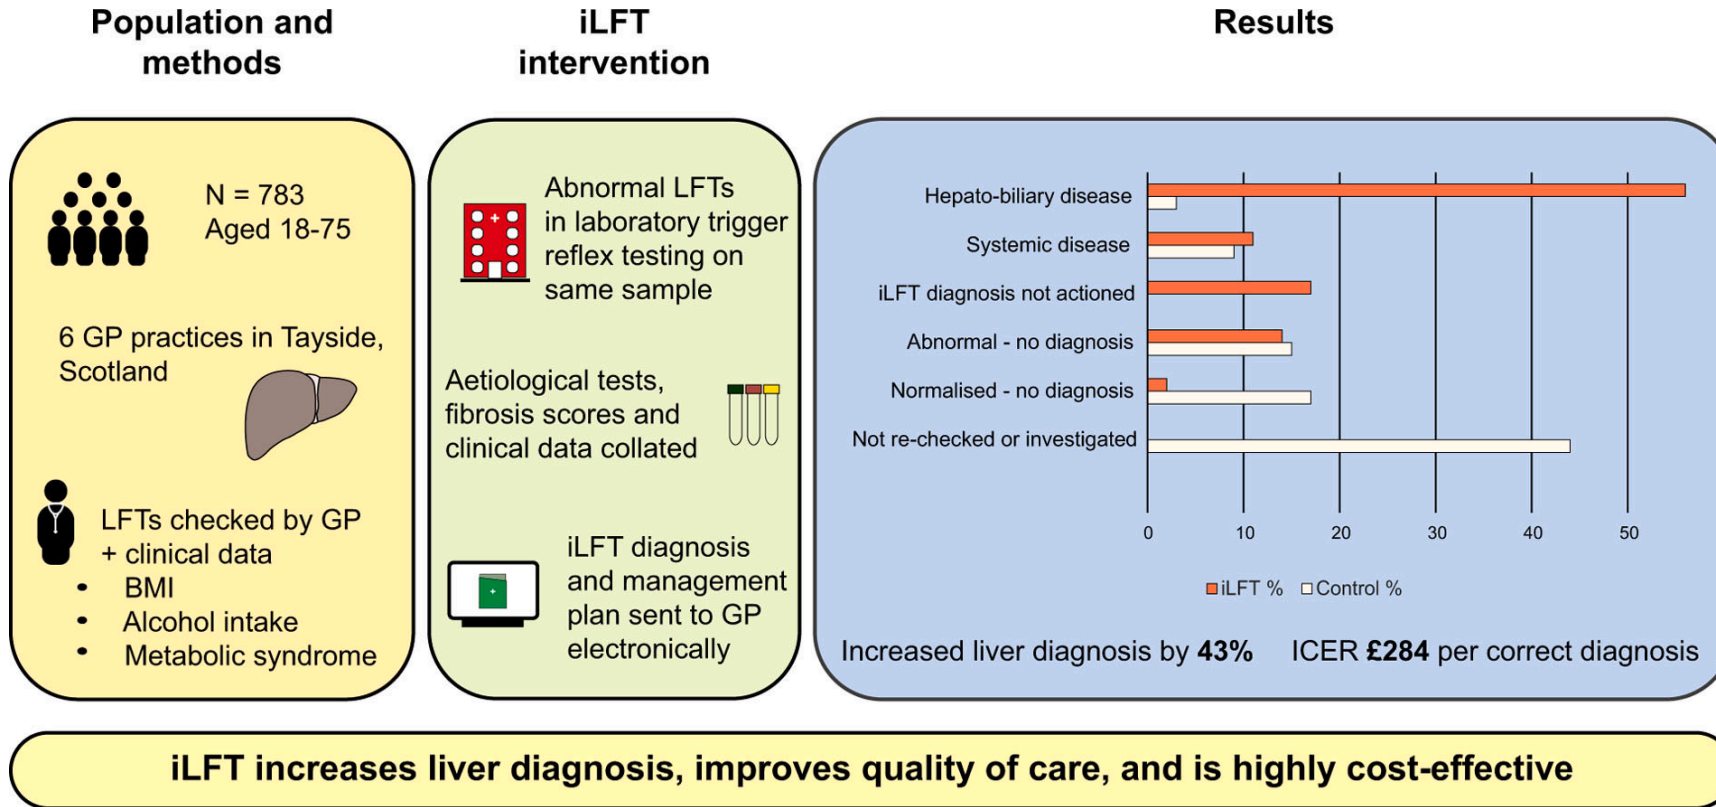 Population and
methods
iLFT
intervention
Results
N = 783
Aged 18-75
6 GP practices in Tayside,
Scotland
LFTs checked by GP
+ clinical data
• BMI
• Alcohol intake
• Metabolic syndrome
Abnormal LFTs
in laboratory trigger
reflex testing on
same sample
Aetiological tests,
fibrosis scores and
clinical data collated
iLFT diagnosis
and management
plan sent to GP
electronically
Hepato-biliary disease
Systemic disease
iLFT diagnosis not actioned
Abnormal - no diagnosis
Normalised - no diagnosis
Not re-checked or investigated
0 10 20 30 40 50
iLFT % Control %
Increased liver diagnosis by 43% ICER £284 per correct diagnosis
iLFT increases liver diagnosis, improves quality of care, and is highly cost-effective